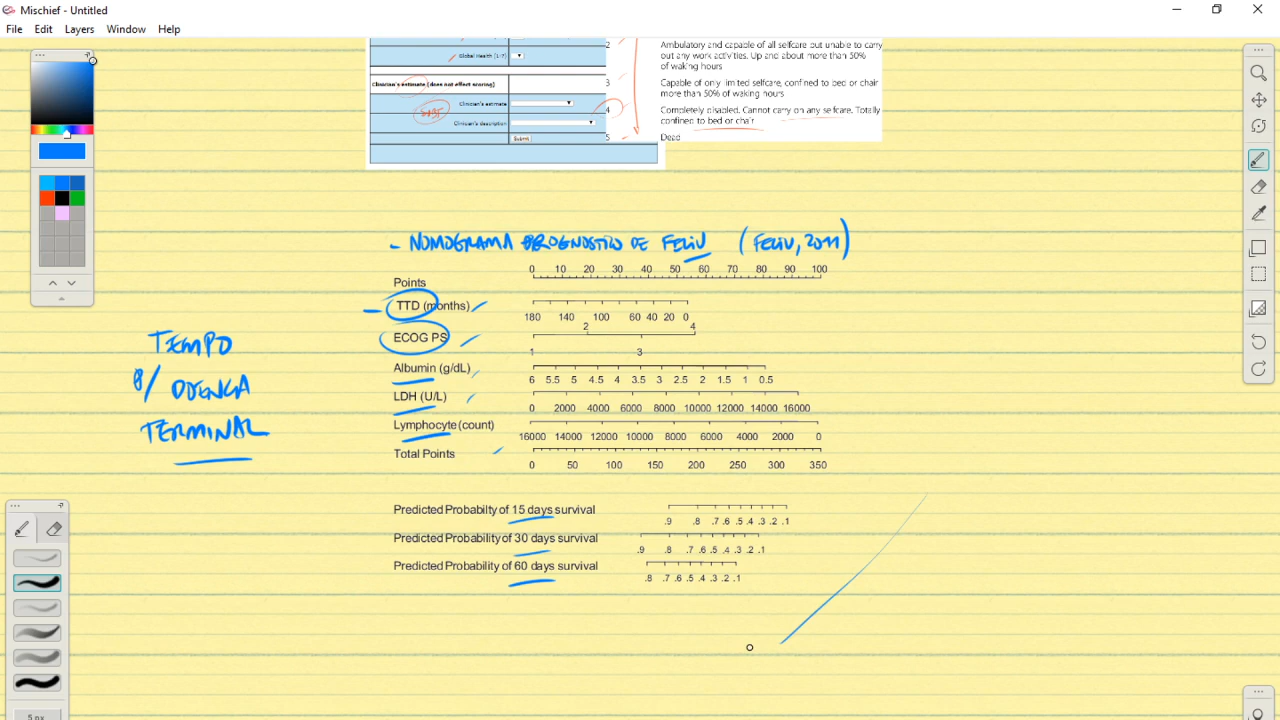 Mischief - Untitled
File Edit Layers Window Help
Global Health (1-7)
2
Ambulatory and capable of all selfcare but unable to carry
out any work activities. Up and about more than 50%
of waking hours
Clinician's estimate (does not effect scoring)
3
Capable of only limited selfcare, confined to bed or chair
more than 50% of waking hours
Clinician's estimate
4
Completely disabled. Cannot carry on any selfcare. Totally
confined to bed or chair
Clinician's description
Submit
5
Dead
- NOMOGRAMA PROGNOSTICO DE FELIU (FELIU, 2011)
0 10 20 30 40 50 60 70 80 90 100
Points
TTD (months)
180 140 100 60 40 20 0
2 4
ECOG PS
1 3
Albumin (g/dL)
6 5.5 5 4.5 4 3.5 3 2.5 2 1.5 1 0.5
LDH (U/L)
0 2000 4000 6000 8000 10000 12000 14000 16000
Lymphocyte (count)
16000 14000 12000 10000 8000 6000 4000 2000 0
Total Points
0 50 100 150 200 250 300 350
TEMPO
P/ DOENCA
TERMINAL
Predicted Probabilty of 15 days survival
.9 .8 .7 .6 .5 .4 .3 .2 .1
Predicted Probability of 30 days survival
.9 .8 .7 .6 .5 .4 .3 .2 .1
Predicted Probability of 60 days survival
.8 .7 .6 .5 .4 .3 .2 .1
5 px